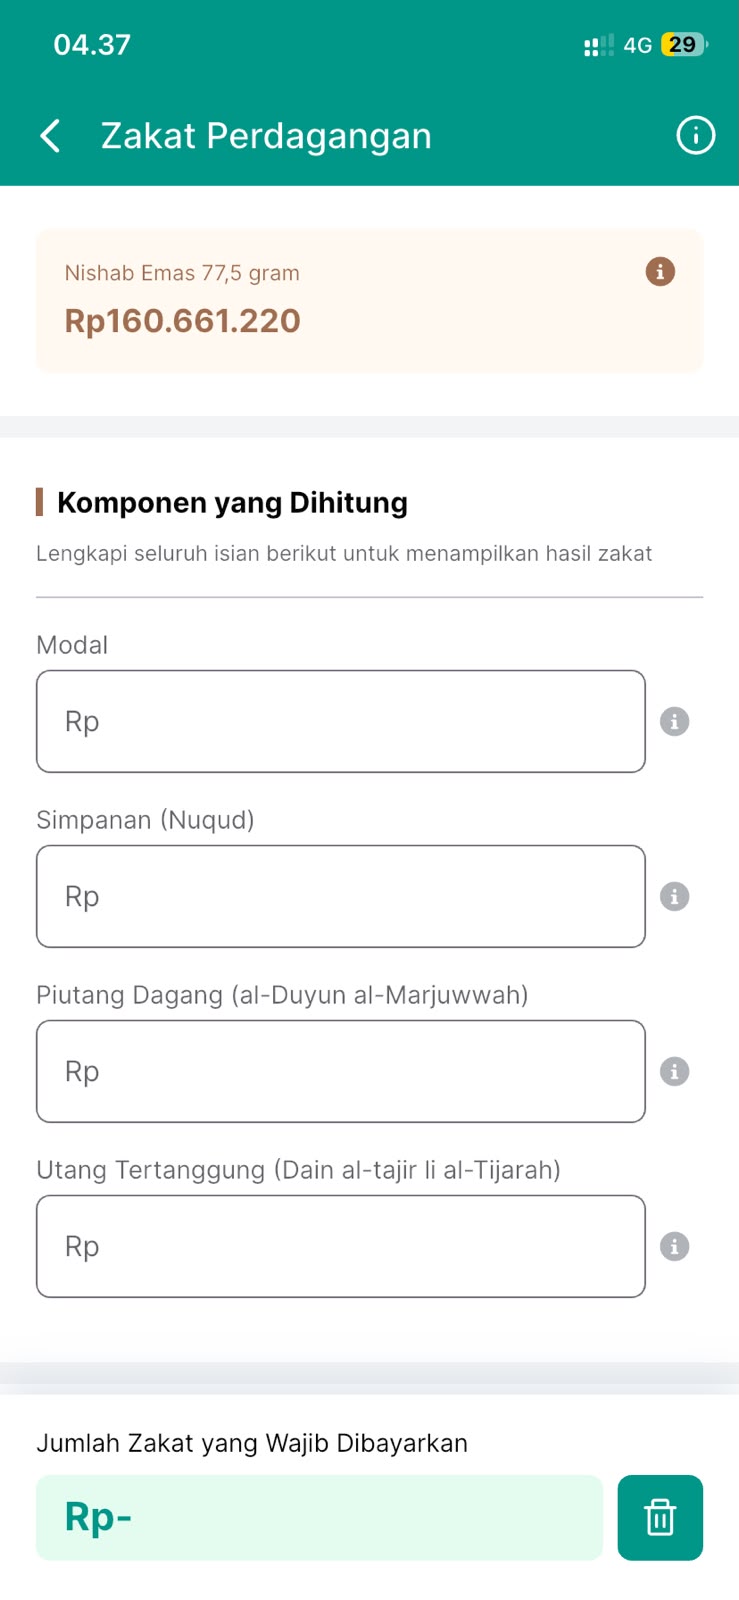 04.37
4G 29
Zakat Perdagangan
Nishab Emas 77,5 gram
Rp160.661.220
Komponen yang Dihitung
Lengkapi seluruh isian berikut untuk menampilkan hasil zakat
Modal
Rp
Simpanan (Nuqud)
Rp
Piutang Dagang (al-Duyun al-Marjuwwah)
Rp
Utang Tertanggung (Dain al-tajir li al-Tijarah)
Rp
Jumlah Zakat yang Wajib Dibayarkan
Rp-